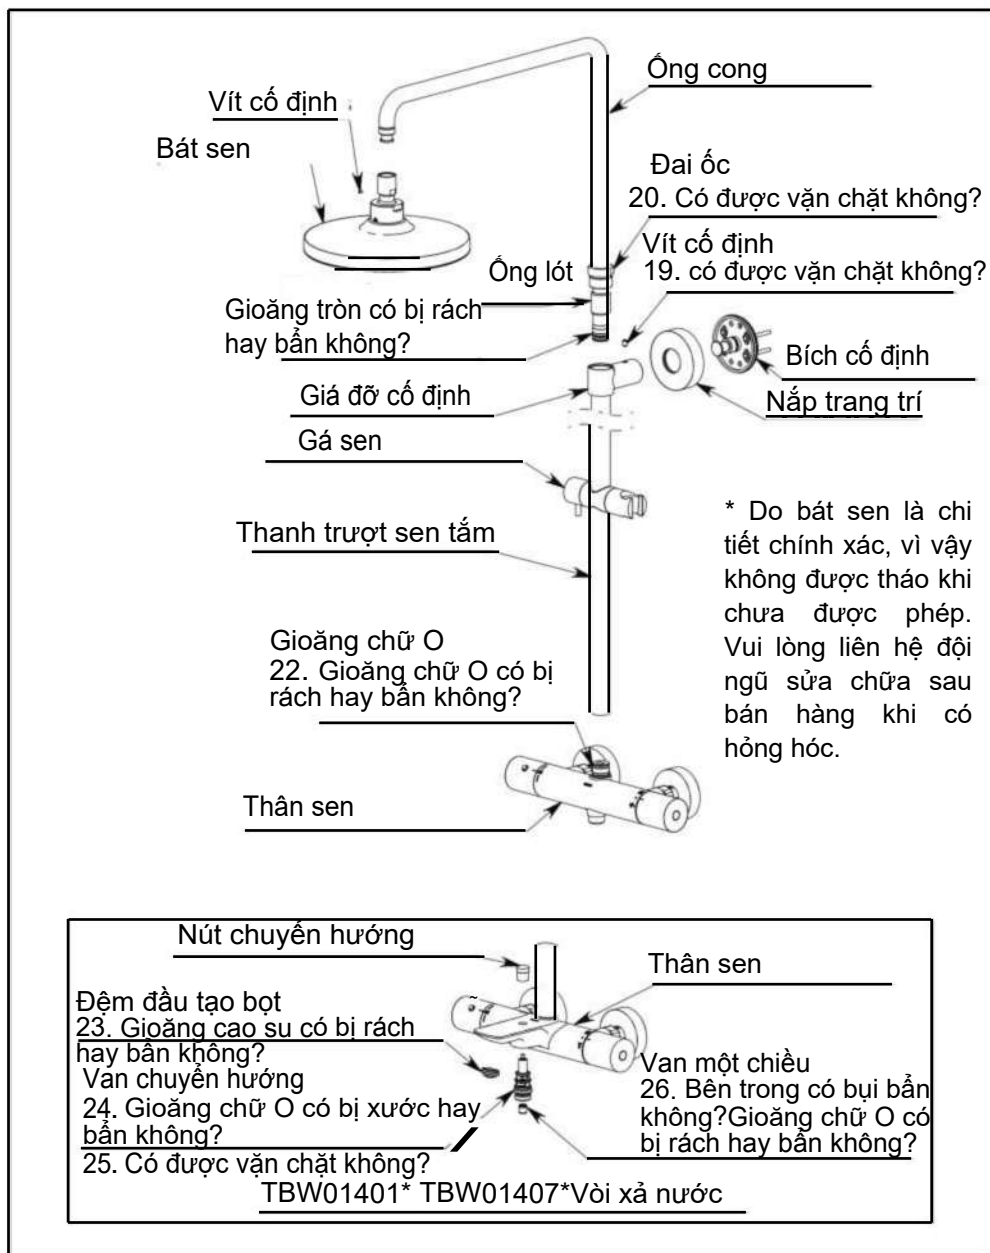 Ống cong
Vít cố định
Bát sen
Đai ốc
20. Có được vặn chặt không?
Vít cố định
19. có được vặn chặt không?
Ống lót
Gioăng tròn có bị rách
hay bẩn không?
Bích cố định
Giá đỡ cố định
Nắp trang trí
Gá sen
* Do bát sen là chi
tiết chính xác, vì vậy
không được tháo khi
chưa được phép.
Vui lòng liên hệ đội
ngũ sửa chữa sau
bán hàng khi có
hỏng hóc.
Thanh trượt sen tắm
Gioăng chữ O
22. Gioăng chữ O có bị
rách hay bẩn không?
Thân sen
Nút chuyển hướng
Thân sen
Đệm đầu tạo bọt
23. Gioăng cao su có bị rách
hay bẩn không?
Van chuyển hướng
24. Gioăng chữ O có bị xước hay
bẩn không?
25. Có được vặn chặt không?
Van một chiều
26. Bên trong có bụi bẩn
không?Gioăng chữ O có
bị rách hay bẩn không?
TBW01401* TBW01407*Vòi xả nước